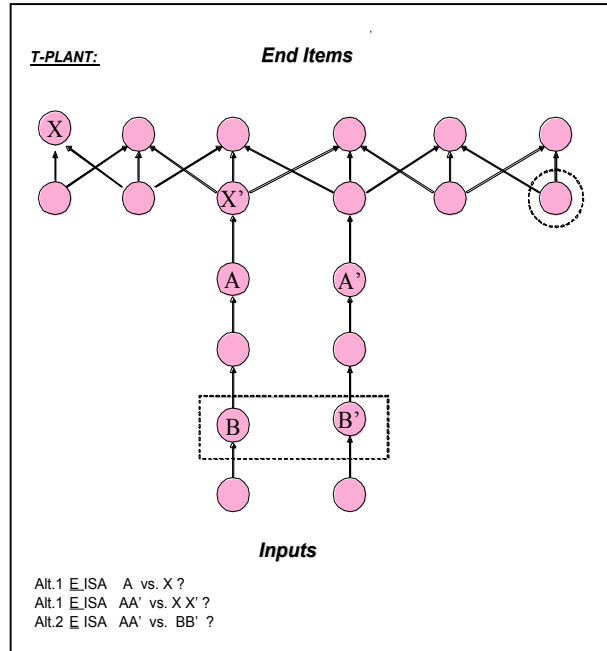 T-PLANT:
End Items
X
X'
A
A'
B
B'
Inputs
Alt.1 E ISA A vs. X ?
Alt.1 E ISA AA' vs. X X' ?
Alt.2 E ISA AA' vs. BB' ?